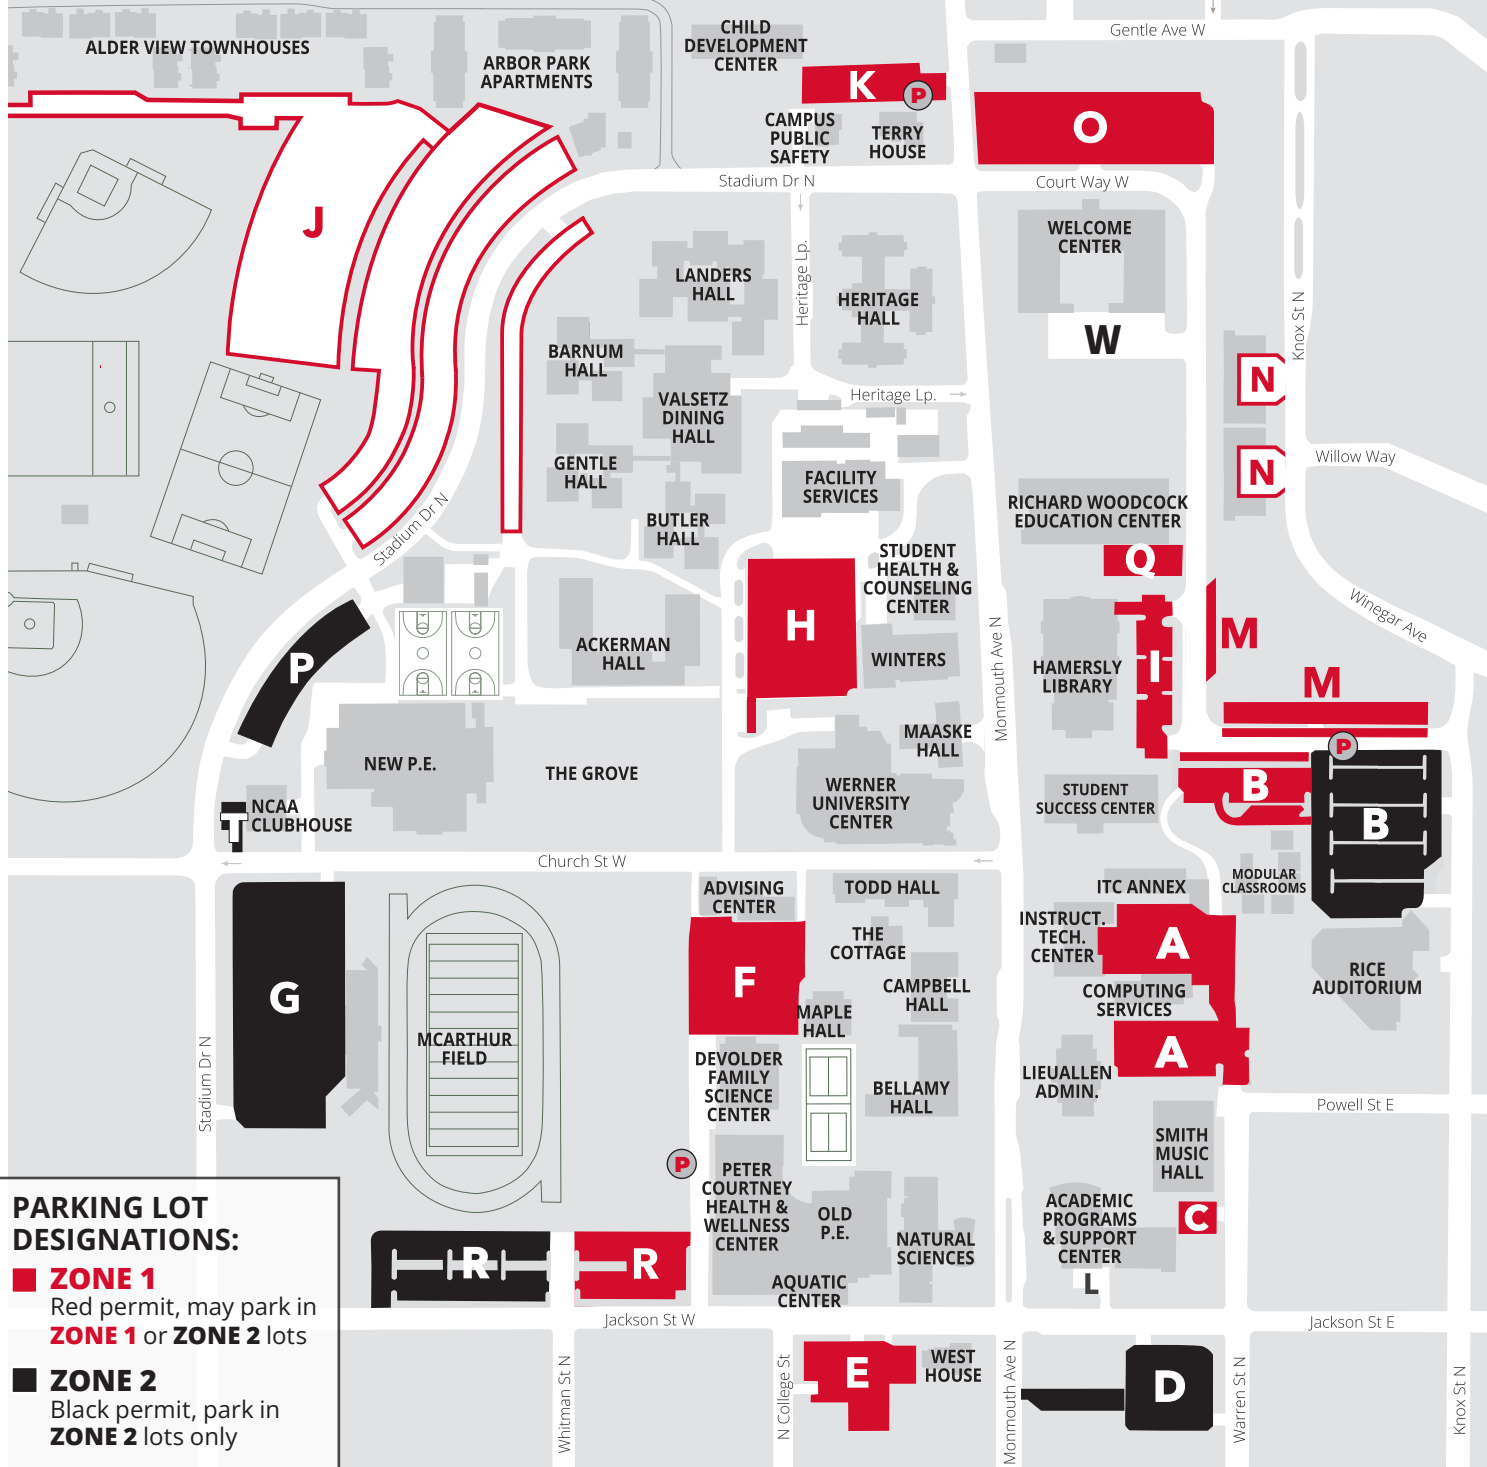 Gentle Ave W
CHILD
DEVELOPMENT
CENTER
ALDER VIEW TOWNHOUSES
ARBOR PARK
APARTMENTS
K
P
O
CAMPUS
PUBLIC
SAFETY
TERRY
HOUSE
Stadium Dr N
Court Way W
J
WELCOME
CENTER
LANDERS
HALL
Heritage Lp.
HERITAGE
HALL
Knox St N
W
BARNUM
HALL
N
Heritage Lp.
VALSETZ
DINING
HALL
Willow Way
GENTLE
HALL
FACILITY
SERVICES
N
RICHARD WOODCOCK
EDUCATION CENTER
BUTLER
HALL
Stadium Dr N
STUDENT
HEALTH &
COUNSELING
CENTER
Q
Winegar Ave
H
M
P
ACKERMAN
HALL
WINTERS
Monmouth Ave N
HAMERSLY
LIBRARY
I
M
MAASKE
HALL
P
NEW P.E.
THE GROVE
WERNER
UNIVERSITY
CENTER
STUDENT
SUCCESS CENTER
B
B
T
NCAA
CLUBHOUSE
Church St W
ADVISING
CENTER
TODD HALL
ITC ANNEX
MODULAR
CLASSROOMS
INSTRUCT.
TECH.
CENTER
THE
COTTAGE
A
RICE
AUDITORIUM
F
G
CAMPBELL
HALL
COMPUTING
SERVICES
MAPLE
HALL
MCARTHUR
FIELD
A
Stadium Dr N
DEVOLDER
FAMILY
SCIENCE
CENTER
LIEUALLEN
ADMIN.
BELLAMY
HALL
Powell St E
P
SMITH
MUSIC
HALL
PETER
COURTNEY
HEALTH &
WELLNESS
CENTER
OLD
P.E.
ACADEMIC
PROGRAMS
& SUPPORT
CENTER
C
NATURAL
SCIENCES
R
R
AQUATIC
CENTER
L
Jackson St W
Jackson St E
PARKING LOT
DESIGNATIONS:
ZONE 1
Red permit, may park in
ZONE 1 or ZONE 2 lots
ZONE 2
Black permit, park in
ZONE 2 lots only
Whitman St N
N College St
E
WEST
HOUSE
Monmouth Ave N
D
Warren St N
Knox St N